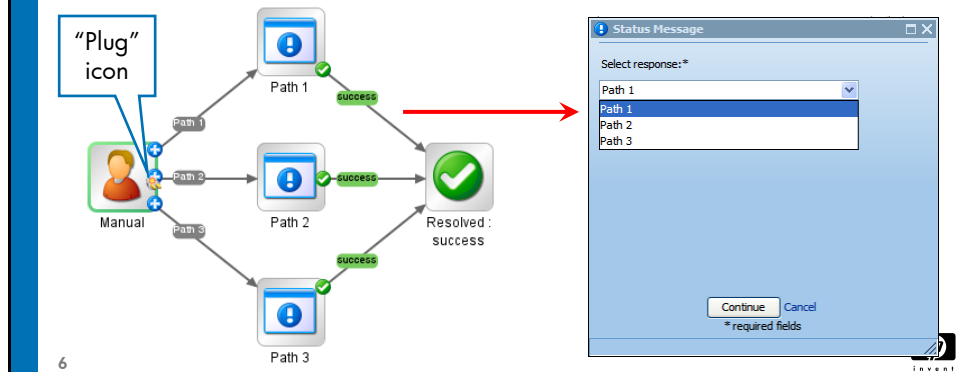 “Plug”
icon
Path 1
success
Path 1
Manual
Path 2
Path 2
success
Path 3
Resolved :
success
success
Path 3
6
Status Message
Select response:*
Path 1
Path 1
Path 2
Path 3
Continue Cancel
* required fields
hp
invent